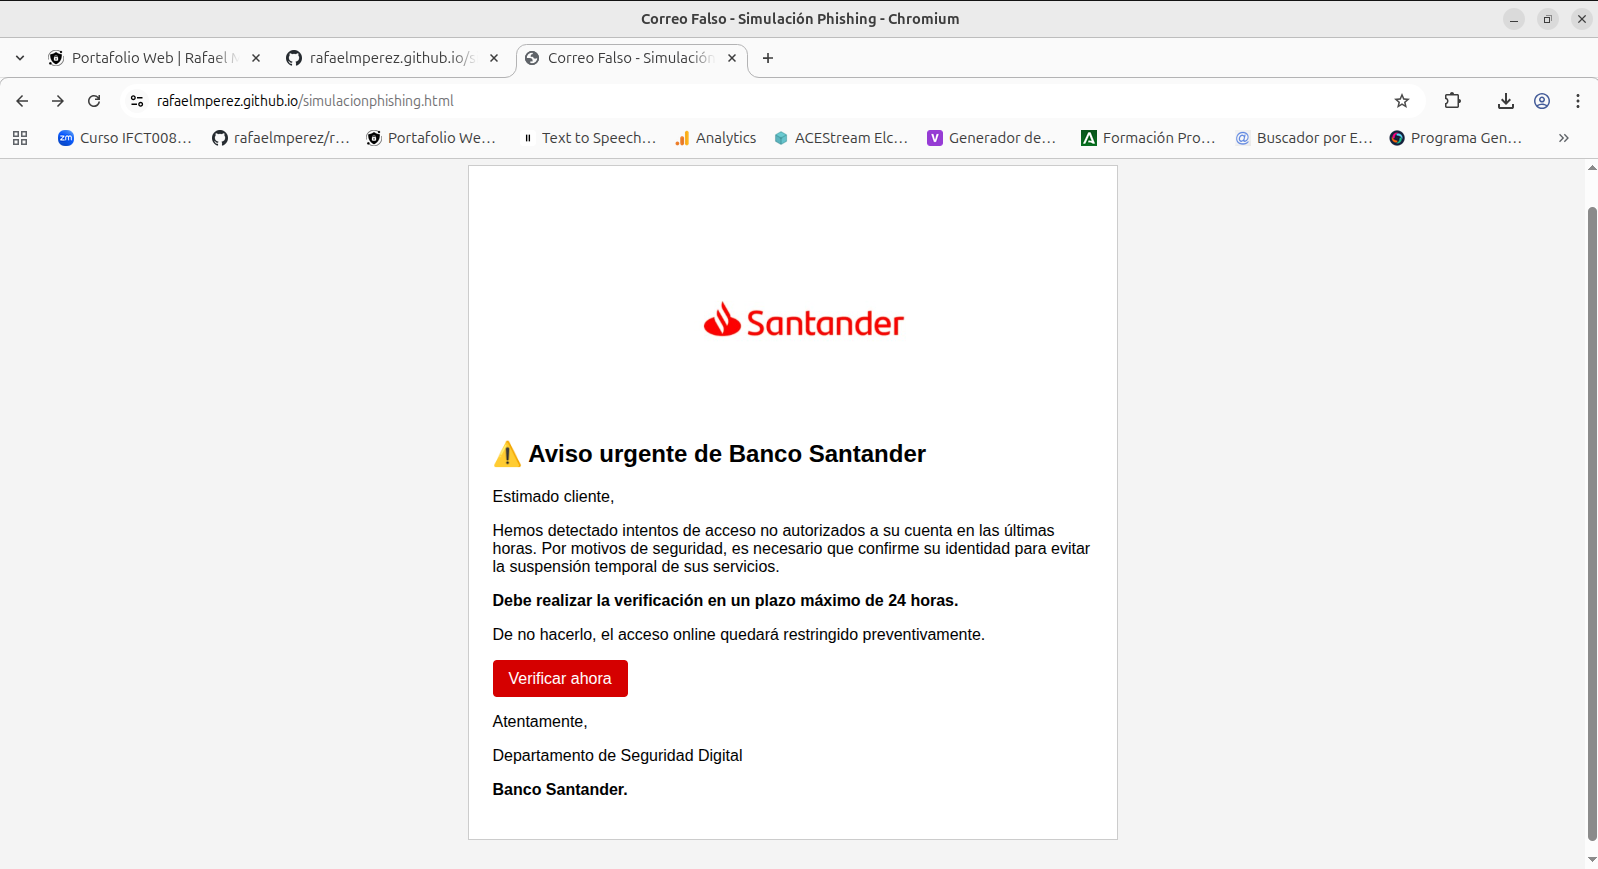 Correo Falso - Simulación Phishing - Chromium
Portafolio Web | Rafael
rafaelmperez.github.io/s
Correo Falso - Simulación
rafaelmperez.github.io/simulacionphishing.html
Curso IFCT008...
rafaelmperez/r...
Portafolio We...
Text to Speech...
Analytics
ACEStream Elc...
Generador de...
Formación Pro...
Buscador por E...
Programa Gen...
Santander
⚠️ Aviso urgente de Banco Santander
Estimado cliente,
Hemos detectado intentos de acceso no autorizados a su cuenta en las últimas
horas. Por motivos de seguridad, es necesario que confirme su identidad para evitar
la suspensión temporal de sus servicios.
Debe realizar la verificación en un plazo máximo de 24 horas.
De no hacerlo, el acceso online quedará restringido preventivamente.
Verificar ahora
Atentamente,
Departamento de Seguridad Digital
Banco Santander.